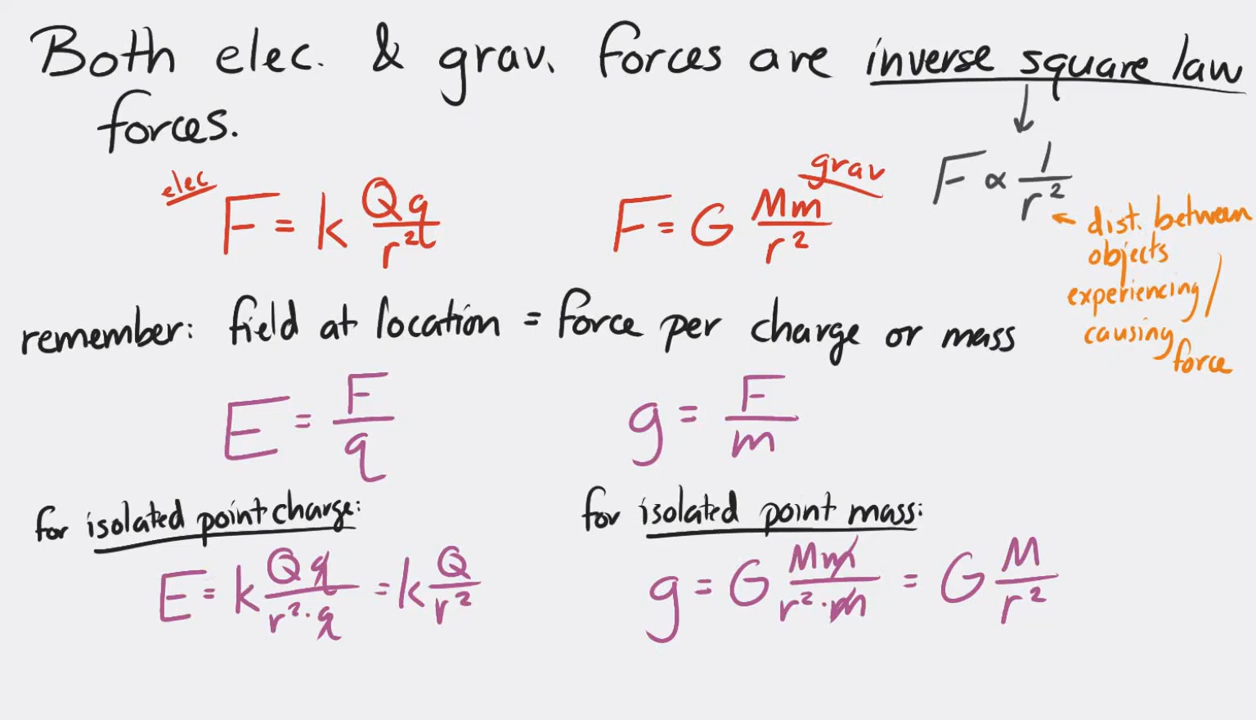 Both elec. & grav. forces are inverse square law
forces.
F ∝ 1/r²
← dist. between
objects
experiencing/
causing
force
elec
F = k Qq/r²
grav
F = G Mm/r²
remember: field at location = force per charge or mass
E = F/q
g = F/m
for isolated point charge:
E = k Qq/r²·q = k Q/r²
for isolated point mass:
g = G Mm/r²·m = G M/r²